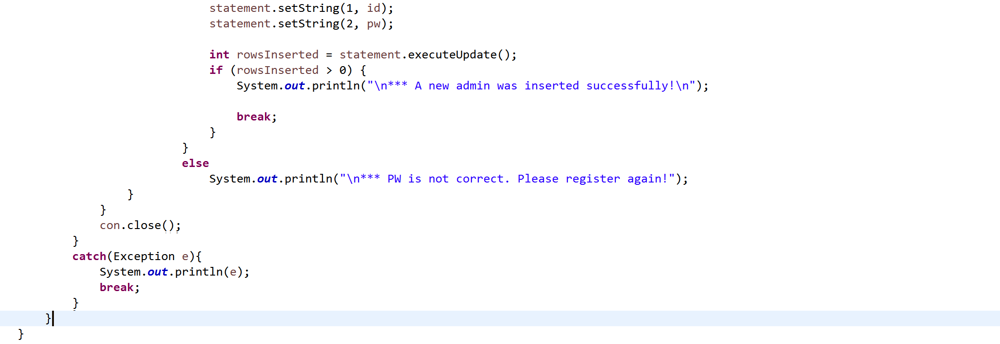 statement.setString(1, id);
statement.setString(2, pw);
int rowsInserted = statement.executeUpdate();
if (rowsInserted > 0) {
System.out.println("\n*** A new admin was inserted successfully!\n");
break;
}
}
else
System.out.println("\n*** PW is not correct. Please register again!");
}
}
con.close();
}
catch(Exception e){
System.out.println(e);
break;
}
}
}